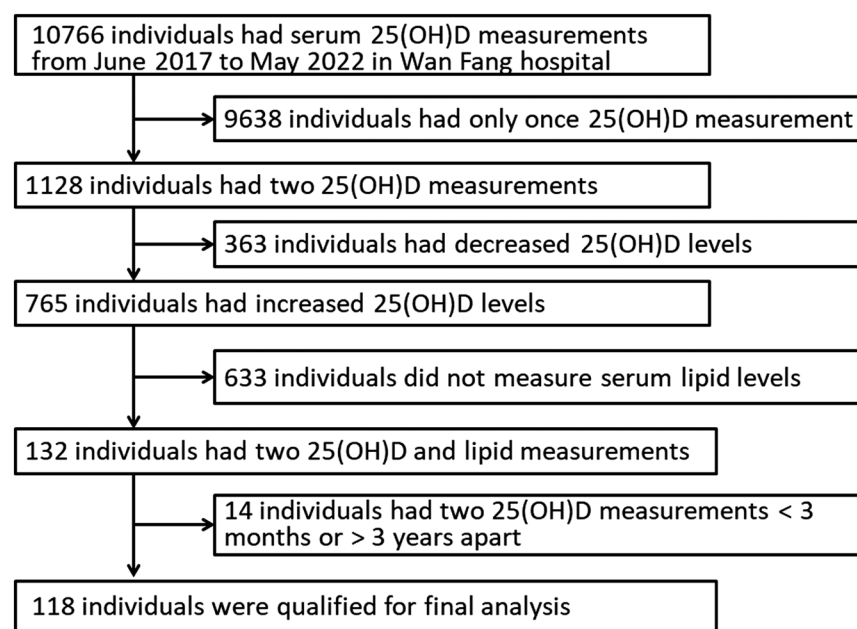 10766 individuals had serum 25(OH)D measurements
from June 2017 to May 2022 in Wan Fang hospital
9638 individuals had only once 25(OH)D measurement
1128 individuals had two 25(OH)D measurements
363 individuals had decreased 25(OH)D levels
765 individuals had increased 25(OH)D levels
633 individuals did not measure serum lipid levels
132 individuals had two 25(OH)D and lipid measurements
14 individuals had two 25(OH)D measurements < 3
months or > 3 years apart
118 individuals were qualified for final analysis